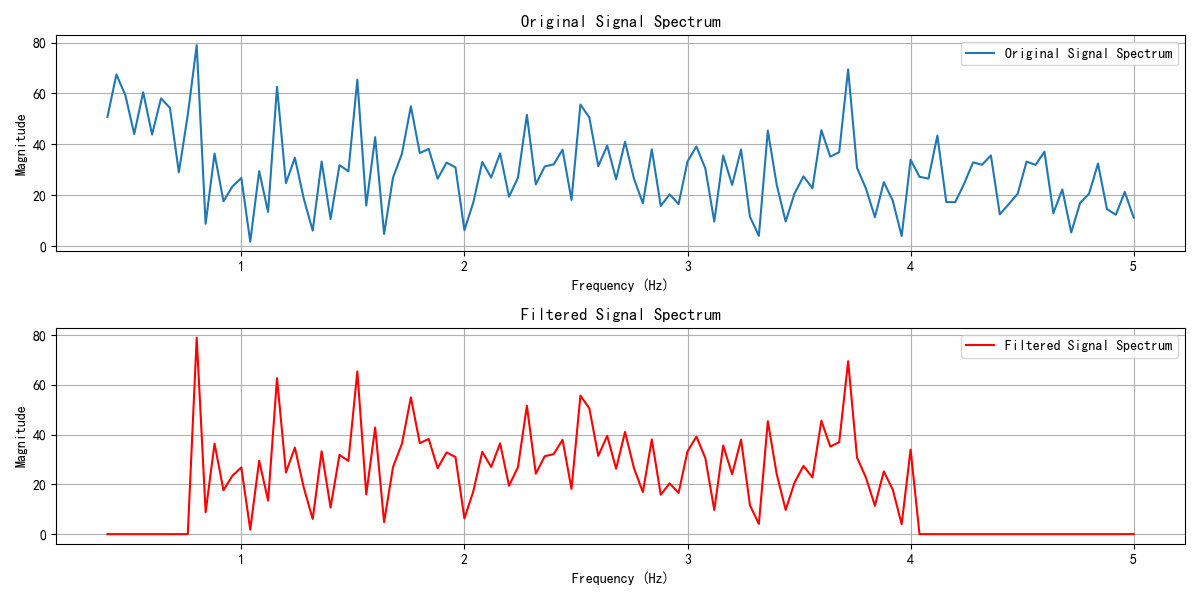 Original Signal Spectrum
80
60
40
20
0
Magnitude
Original Signal Spectrum
1
2
3
4
5
Frequency (Hz)
Filtered Signal Spectrum
80
60
40
20
0
Magnitude
Filtered Signal Spectrum
1
2
3
4
5
Frequency (Hz)